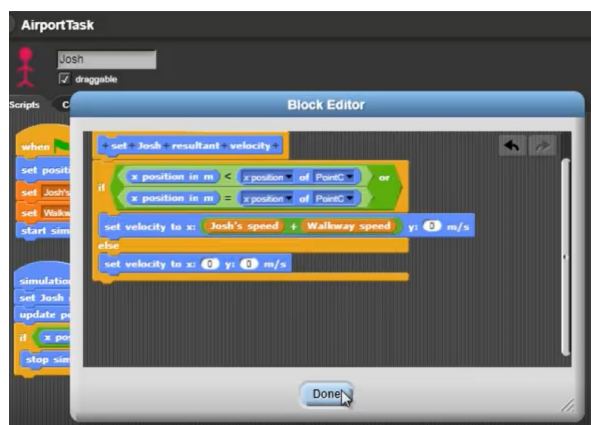 AirportTask
Josh
draggable
Scripts
Block Editor
when
set positi
set Josh's
set Walkw
start sim
+ set + Josh + resultant + velocity +
if x position in m < x position of PointC or
x position in m = x position of PointC
set velocity to x: Josh's speed + Walkway speed y: 0 m/s
else
set velocity to x: 0 y: 0 m/s
simulatio
set Josh
update po
if x pos
stop sim
Done